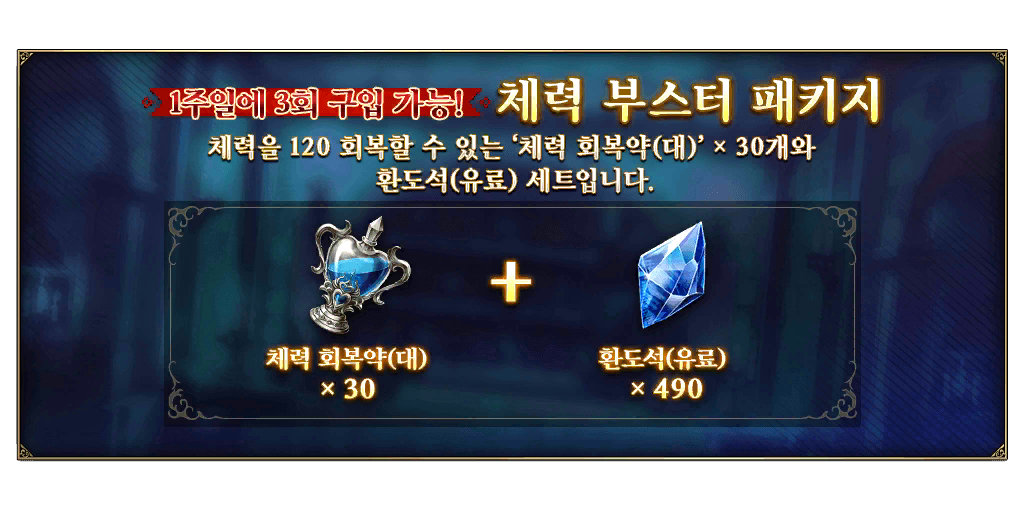 1주일에 3회 구입 가능! 체력 부스터 패키지
체력을 120 회복할 수 있는 ‘체력 회복약(대)’ × 30개와
환도석(유료) 세트입니다.
+
체력 회복약(대)
× 30
환도석(유료)
× 490